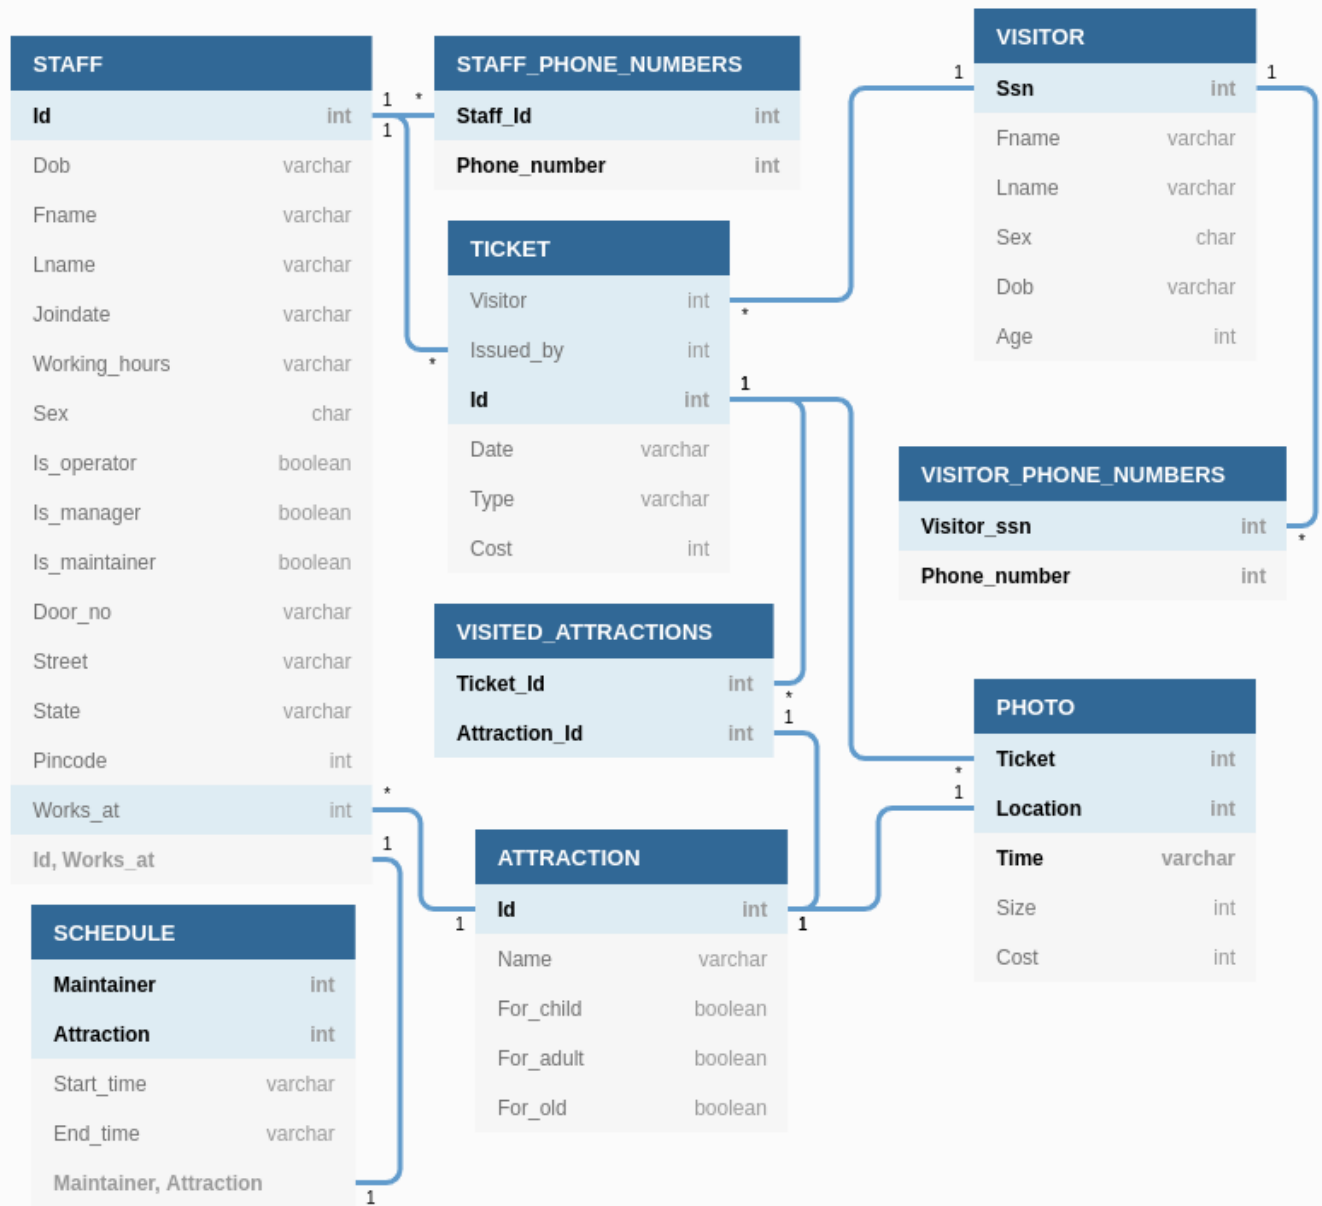 STAFF
Id int
Dob varchar
Fname varchar
Lname varchar
Joindate varchar
Working_hours varchar
Sex char
Is_operator boolean
Is_manager boolean
Is_maintainer boolean
Door_no varchar
Street varchar
State varchar
Pincode int
Works_at int
Id, Works_at
1 *
1
STAFF_PHONE_NUMBERS
Staff_Id int
Phone_number int
TICKET
Visitor int
*
Issued_by int
*
1
Id int
Date varchar
Type varchar
Cost int
VISITOR
1 1
Ssn int
Fname varchar
Lname varchar
Sex char
Dob varchar
Age int
VISITOR_PHONE_NUMBERS
Visitor_ssn int
*
Phone_number int
VISITED_ATTRACTIONS
Ticket_Id int
*
1
Attraction_Id int
PHOTO
Ticket int
*
1
Location int
Time varchar
Size int
Cost int
*
1
ATTRACTION
Id int
1 1
Name varchar
For_child boolean
For_adult boolean
For_old boolean
SCHEDULE
Maintainer int
Attraction int
Start_time varchar
End_time varchar
Maintainer, Attraction
1